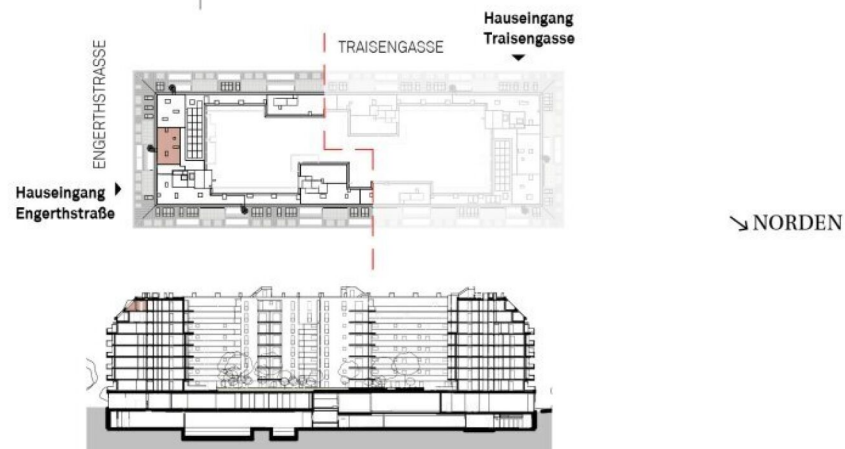 Hauseingang
Traisengasse
TRAISENGASSE
ENGERTHSTRASSE
Hauseingang
Engerthstraße
NORDEN